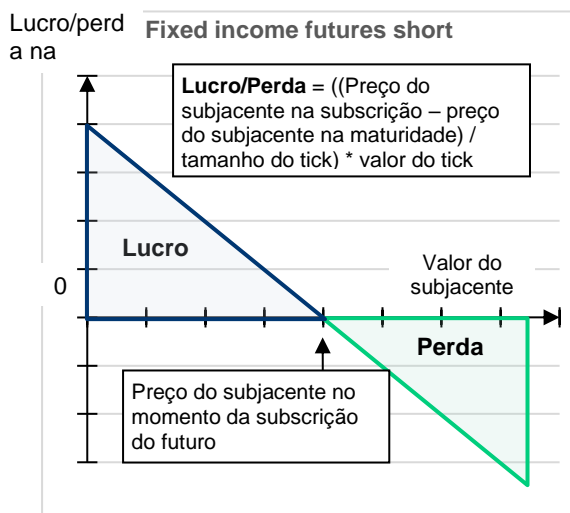 Lucro/perd
a na
Fixed income futures short
Lucro/Perda = ((Preço do
subjacente na subscrição – preço
do subjacente na maturidade) /
tamanho do tick) * valor do tick
Lucro
0
Valor do
subjacente
Perda
Preço do subjacente no
momento da subscrição
do futuro